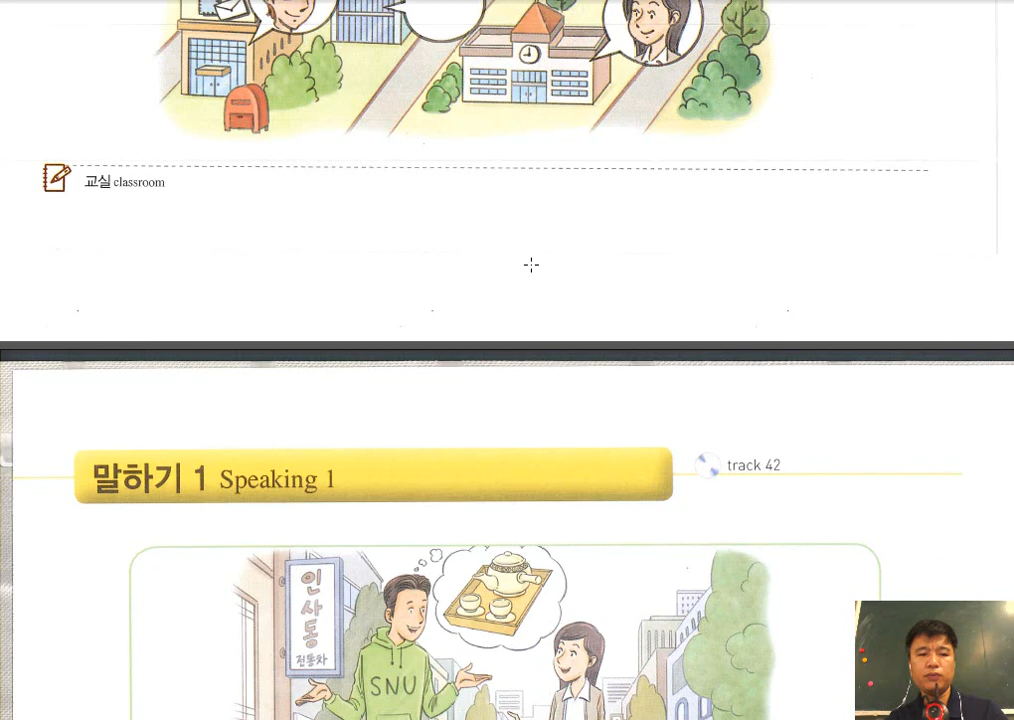 교실 classroom
말하기 1 Speaking 1
track 42
인
사
동
전통차
SNU